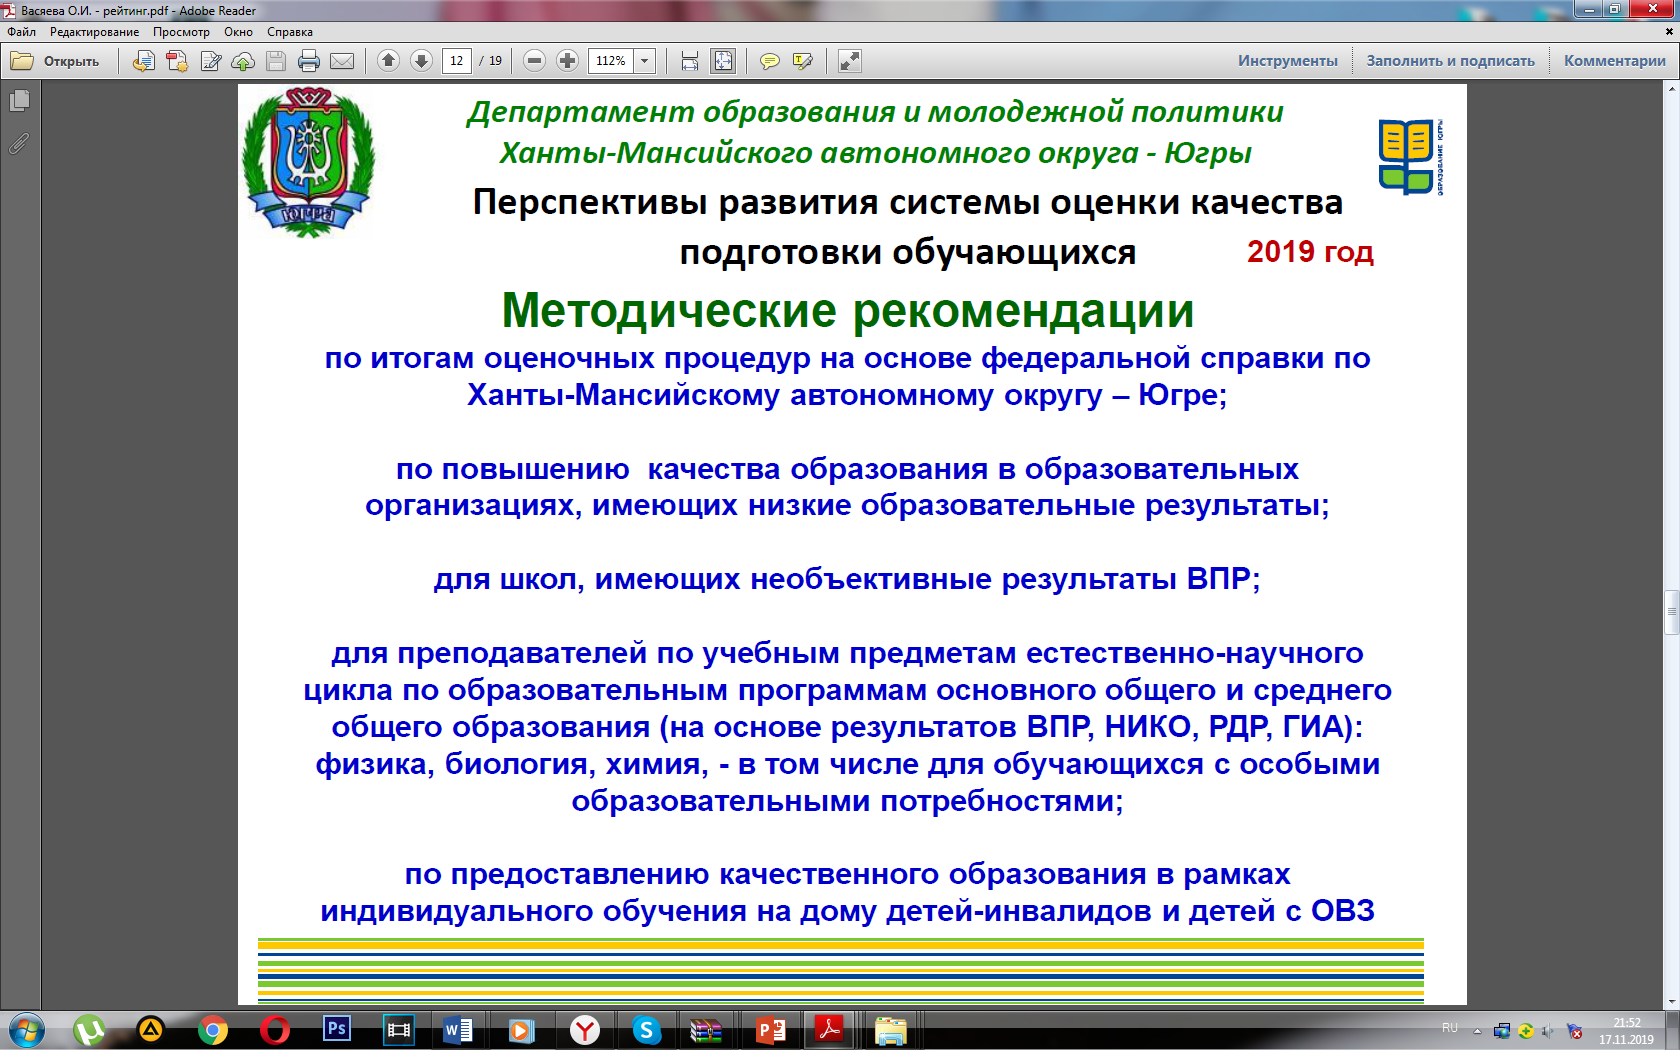 Васяева О.И. - рейтинг.pdf - Adobe Reader
Файл Редактирование Просмотр Окно Справка
Открыть 12 / 19 112% Инструменты Заполнить и подписать Комментарии
Департамент образования и молодежной политики
Ханты-Мансийского автономного округа - Югры
ОБРАЗОВАНИЕ ЮГРЫ
ЮГРА
Перспективы развития системы оценки качества
подготовки обучающихся 2019 год
Методические рекомендации
по итогам оценочных процедур на основе федеральной справки по
Ханты-Мансийскому автономному округу – Югре;
по повышению качества образования в образовательных
организациях, имеющих низкие образовательные результаты;
для школ, имеющих необъективные результаты ВПР;
для преподавателей по учебным предметам естественно-научного
цикла по образовательным программам основного общего и среднего
общего образования (на основе результатов ВПР, НИКО, РДР, ГИА):
физика, биология, химия, - в том числе для обучающихся с особыми
образовательными потребностями;
по предоставлению качественного образования в рамках
индивидуального обучения на дому детей-инвалидов и детей с ОВЗ
Ps
RU 21:52
17.11.2019